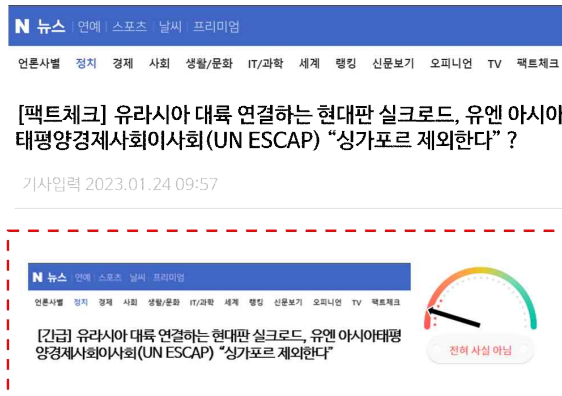 N 뉴스 연예 스포츠 날씨 프리미엄
언론사별 정치 경제 사회 생활/문화 IT/과학 세계 랭킹 신문보기 오피니언 TV 팩트체크
[팩트체크] 유라시아 대륙 연결하는 현대판 실크로드, 유엔 아시아
태평양경제사회이사회(UN ESCAP) “싱가포르 제외한다” ?
기사입력 2023.01.24 09:57
N 뉴스 연예 스포츠 날씨 프리미엄
언론사별 정치 경제 사회 생활/문화 IT/과학 세계 랭킹 신문보기 오피니언 TV 팩트체크
[긴급] 유라시아 대륙 연결하는 현대판 실크로드, 유엔 아시아태평
양경제사회이사회(UN ESCAP) “싱가포르 제외한다”
전혀 사실 아님